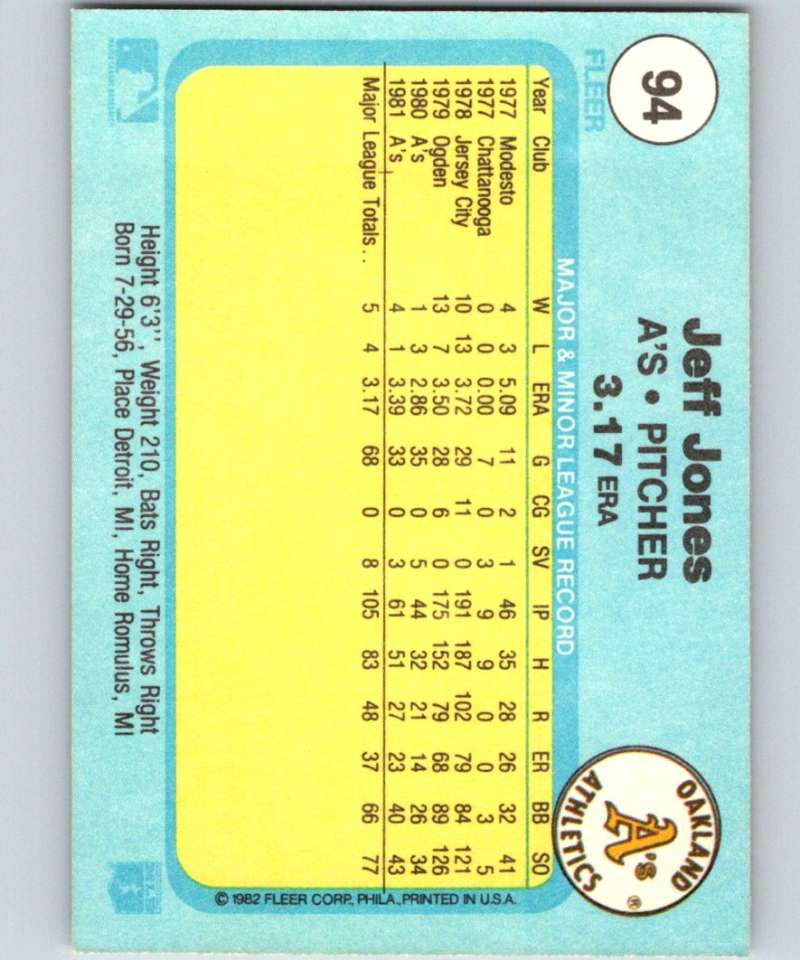 94
FLEER
Jeff Jones
A'S • PITCHER
3.17 ERA
OAKLAND
A's
ATHLETICS
®
MAJOR & MINOR LEAGUE RECORD
Year Club W L ERA G CG SV IP H R ER BB SO
1977 Modesto 4 3 5.09 11 2 1 46 35 28 26 32 41
1977 Chattanooga 0 0 0.00 7 0 3 9 9 0 0 3 5
1978 Jersey City 10 13 3.72 29 11 0 191 187 102 79 84 121
1979 Ogden 13 7 3.50 28 6 0 175 152 79 68 89 126
1980 A's 1 3 2.86 35 0 5 44 32 21 14 26 34
1981 A's 4 1 3.39 33 0 3 61 51 27 23 40 43
Major League Totals . . 5 4 3.17 68 0 8 105 83 48 37 66 77
Height 6'3'', Weight 210, Bats Right, Throws Right
Born 7-29-56, Place Detroit, MI, Home Romulus, MI
© 1982 FLEER CORP., PHILA., PRINTED IN U.S.A.